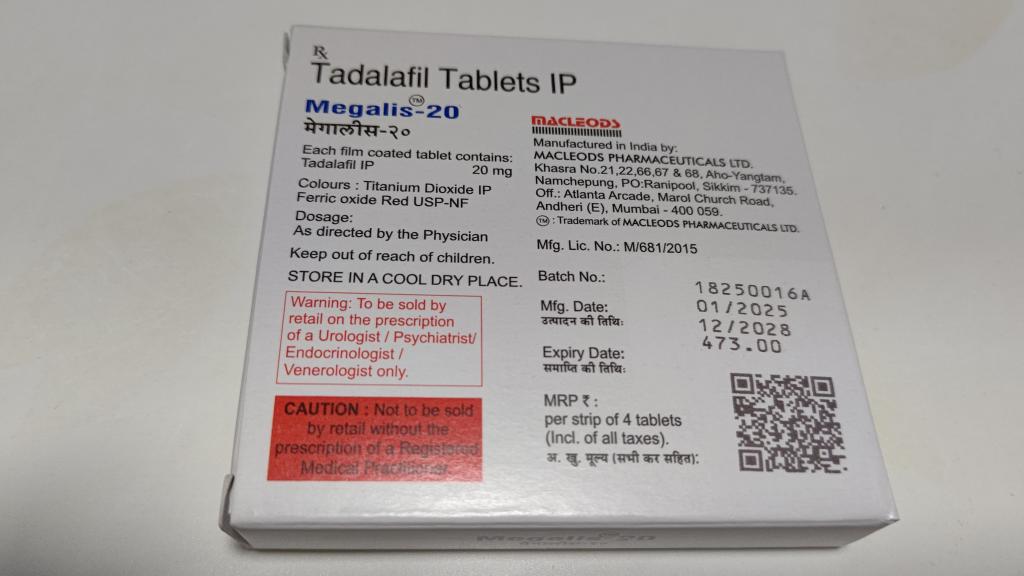 Rx
Tadalafil Tablets IP
Megalis™-20
मेगालीस-२०
Each film coated tablet contains:
Tadalafil IP 20 mg
Colours : Titanium Dioxide IP
Ferric oxide Red USP-NF
Dosage:
As directed by the Physician
Keep out of reach of children.
STORE IN A COOL DRY PLACE.
Warning: To be sold by
retail on the prescription
of a Urologist / Psychiatrist/
Endocrinologist /
Venerologist only.
CAUTION : Not to be sold
by retail without the
prescription of a Registered
Medical Practitioner.
MACLEODS
Manufactured in India by:
MACLEODS PHARMACEUTICALS LTD.
Khasra No.21,22,66,67 & 68, Aho-Yangtam,
Namchepung, PO:Ranipool, Sikkim - 737135.
Off.: Atlanta Arcade, Marol Church Road,
Andheri (E), Mumbai - 400 059.
™ : Trademark of MACLEODS PHARMACEUTICALS LTD.
Mfg. Lic. No.: M/681/2015
Batch No.: 18250016A
Mfg. Date: 01/2025
उत्पादन की तिथि:
12/2028
Expiry Date: 473.00
समाप्ति की तिथि:
MRP ₹ :
per strip of 4 tablets
(Incl. of all taxes).
अ. खु. मूल्य (सभी कर सहित):
Megalis-20